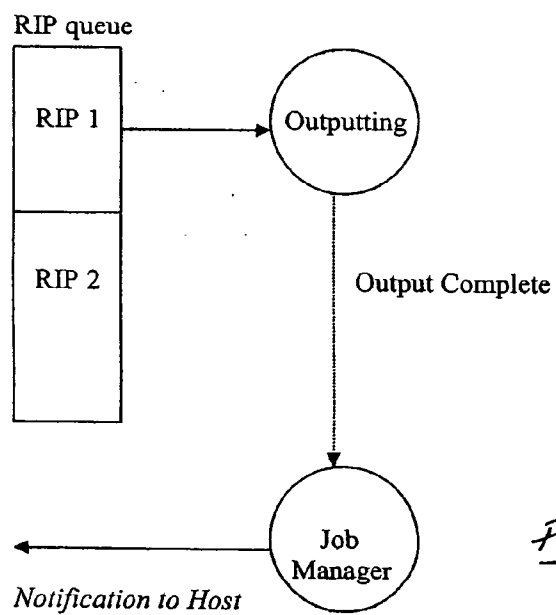 RIP queue
RIP 1
Outputting
RIP 2
Output Complete
Job
Manager
Notification to Host